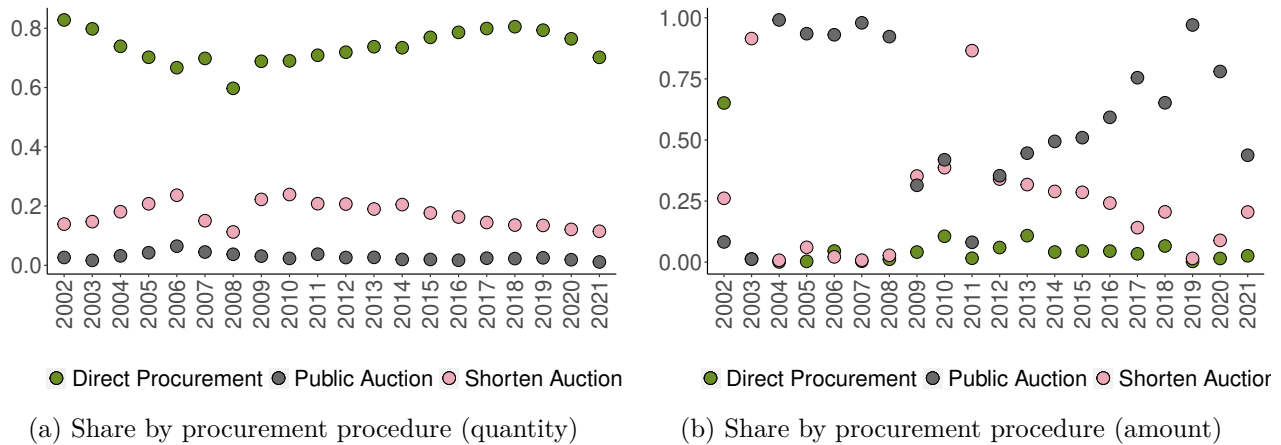 0.8
0.6
0.4
0.2
0.0
2002 2003 2004 2005 2006 2007 2008 2009 2010 2011 2012 2013 2014 2015 2016 2017 2018 2019 2020 2021
Direct Procurement Public Auction Shorten Auction
(a) Share by procurement procedure (quantity)
1.00
0.75
0.50
0.25
0.00
2002 2003 2004 2005 2006 2007 2008 2009 2010 2011 2012 2013 2014 2015 2016 2017 2018 2019 2020 2021
Direct Procurement Public Auction Shorten Auction
(b) Share by procurement procedure (amount)